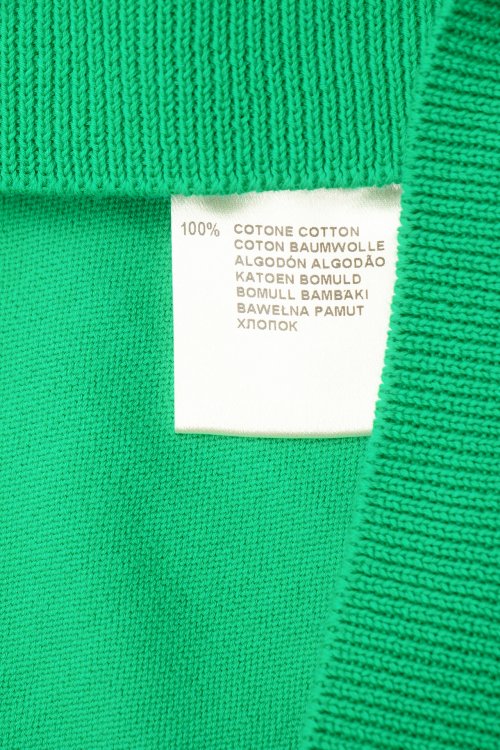 100% COTONE COTTON
COTON BAUMWOLLE
ALGODÓN ALGODÃO
KATOEN BOMULD
BOMULL BAMBAKI
BAWEŁNA PAMUT
ХЛОПОК